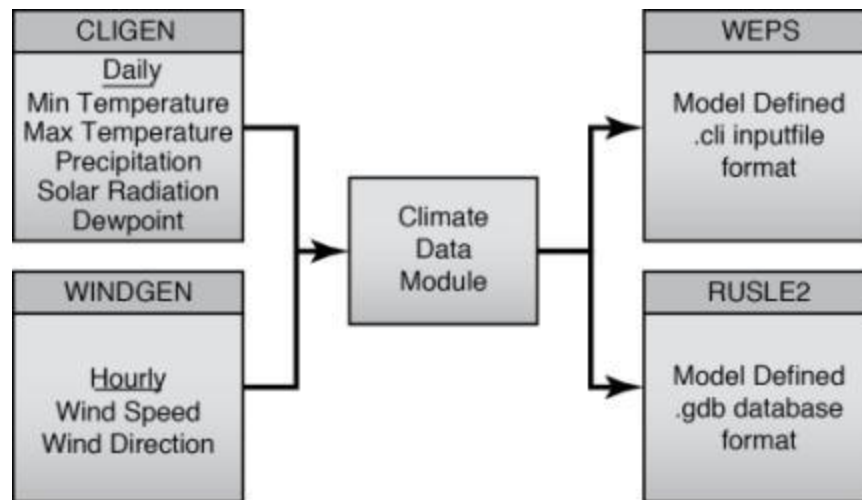 CLIGEN
Daily
Min Temperature
Max Temperature
Precipitation
Solar Radiation
Dewpoint
WINDGEN
Hourly
Wind Speed
Wind Direction
Climate
Data
Module
WEPS
Model Defined
.cli inputfile
format
RUSLE2
Model Defined
.gdb database
format